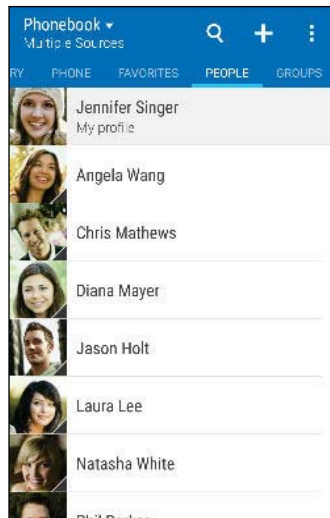 Phonebook
Multiple Sources
RY PHONE FAVORITES PEOPLE GROUPS
Jennifer Singer
My profile
Angela Wang
Chris Mathews
Diana Mayer
Jason Holt
Laura Lee
Natasha White
Phil